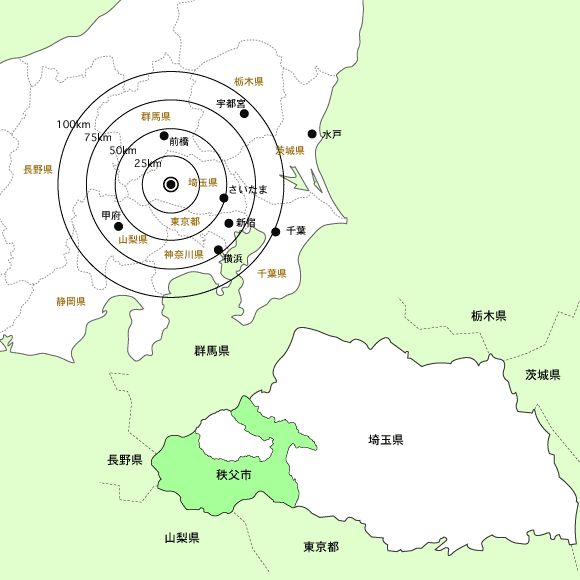 栃木県
宇都宮
群馬県
100km
75km
水戸
前橋
50km
茨城県
25km
長野県
埼玉県
さいたま
甲府
東京都
新宿
千葉
山梨県
神奈川県
横浜
千葉県
静岡県
栃木県
群馬県
茨城県
埼玉県
長野県
秩父市
山梨県
東京都